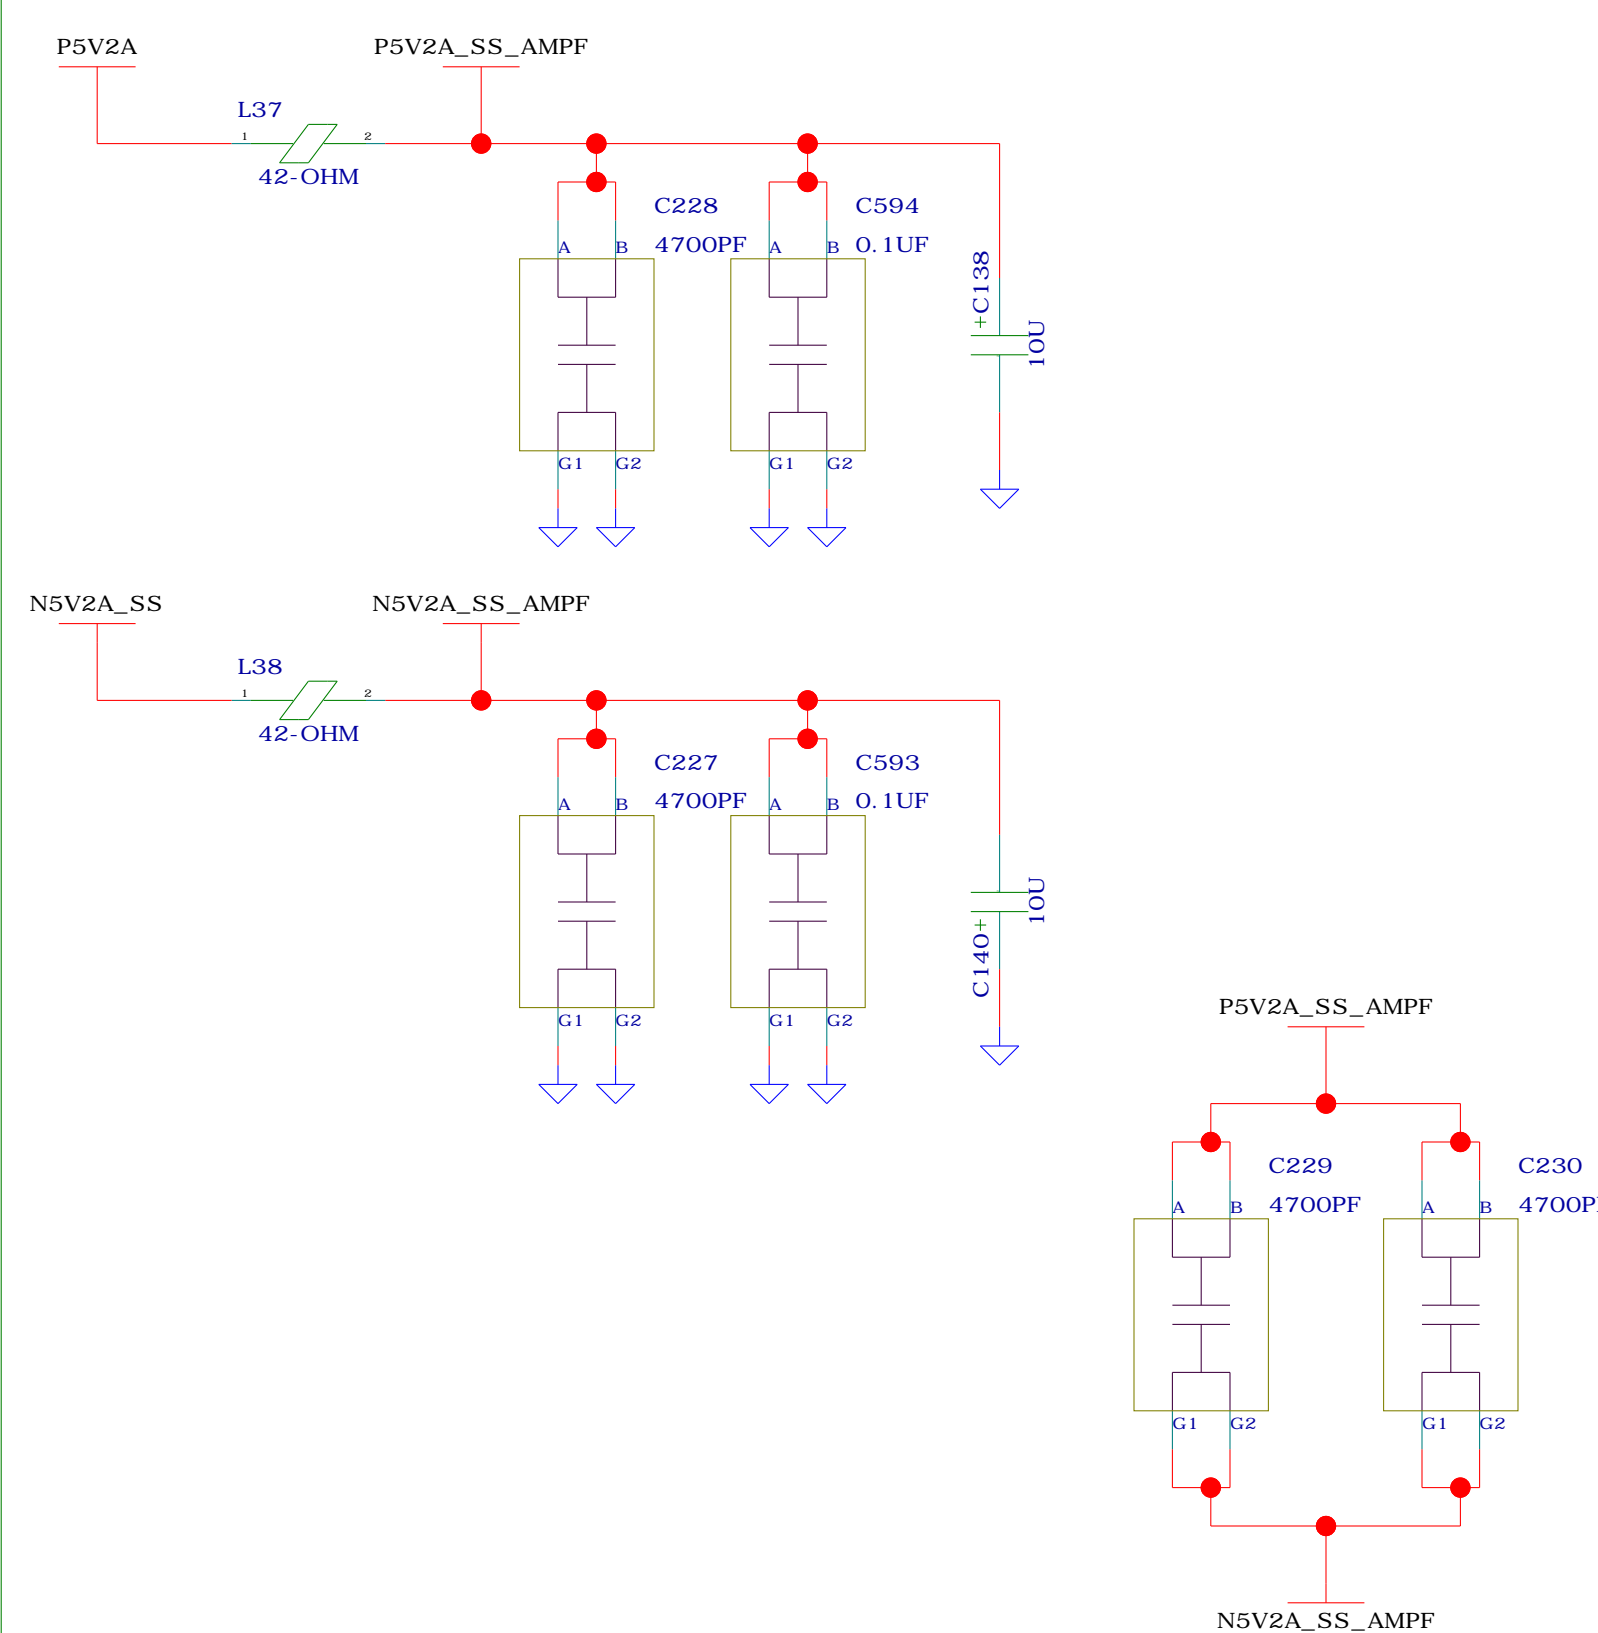 P5V2A
P5V2A_SS_AMPF
L37
1
2
42-OHM
C228
4700PF
A
B
G1
G2
C594
0.1UF
A
B
G1
G2
+C138
10U
N5V2A_SS
N5V2A_SS_AMPF
L38
1
2
42-OHM
C227
4700PF
A
B
G1
G2
C593
0.1UF
A
B
G1
G2
C140+
10U
P5V2A_SS_AMPF
C229
4700PF
A
B
G1
G2
C230
4700P
A
B
G1
G2
N5V2A_SS_AMPF